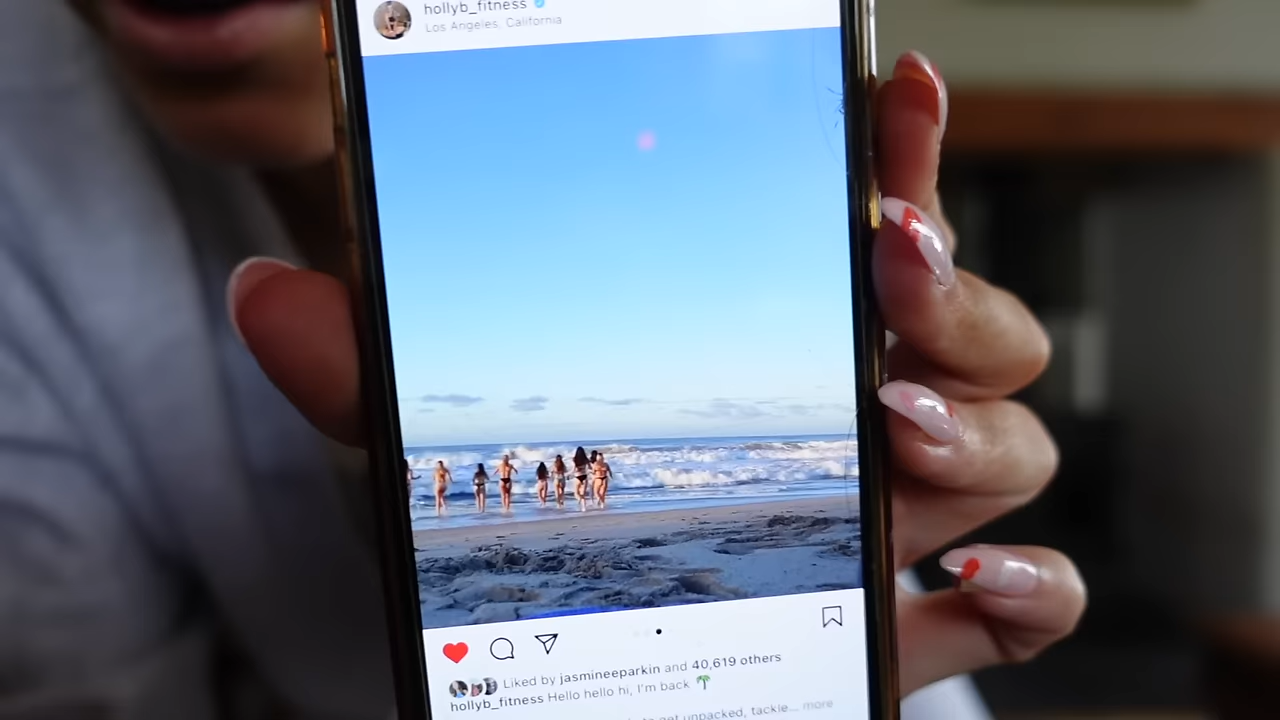 hollyb_fitness
Los Angeles, California
Liked by jasmineeparkin and 40,619 others
hollyb_fitness Hello hello hi, I'm back 🌴
to get unpacked, tackle... more